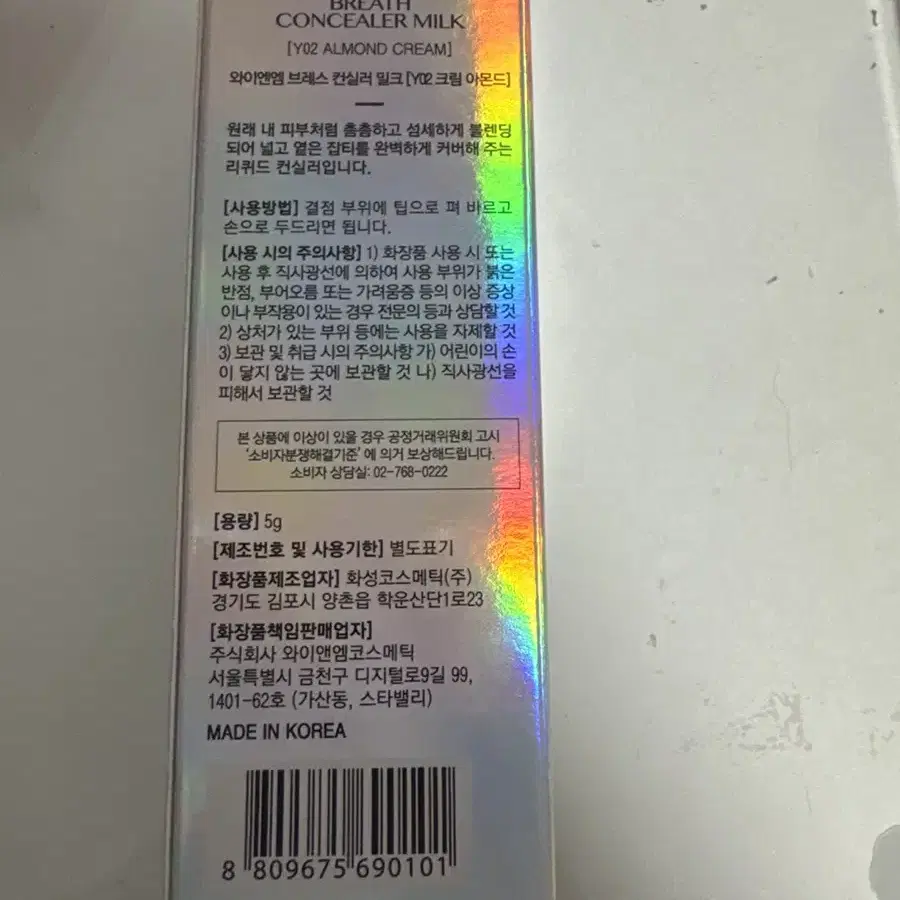 BREATH
CONCEALER MILK
[Y02 ALMOND CREAM]
와이엔엠 브레스 컨실러 밀크 [Y02 크림 아몬드]
원래 내 피부처럼 촘촘하고 섬세하게 블렌딩
되어 넓고 옅은 잡티를 완벽하게 커버해 주는
리퀴드 컨실러입니다.
[사용방법] 결점 부위에 팁으로 펴 바르고
손으로 두드리면 됩니다.
[사용 시의 주의사항] 1) 화장품 사용 시 또는
사용 후 직사광선에 의하여 사용 부위가 붉은
반점, 부어오름 또는 가려움증 등의 이상 증상
이나 부작용이 있는 경우 전문의 등과 상담할 것
2) 상처가 있는 부위 등에는 사용을 자제할 것
3) 보관 및 취급 시의 주의사항 가) 어린이의 손
이 닿지 않는 곳에 보관할 것 나) 직사광선을
피해서 보관할 것
본 상품에 이상이 있을 경우 공정거래위원회 고시
'소비자분쟁해결기준' 에 의거 보상해드립니다.
소비자 상담실: 02-768-0222
[용량] 5g
[제조번호 및 사용기한] 별도표기
[화장품제조업자] 화성코스메틱(주)
경기도 김포시 양촌읍 학운산단1로23
[화장품책임판매업자]
주식회사 와이앤엠코스메틱
서울특별시 금천구 디지털로9길 99,
1401-62호 (가산동, 스타밸리)
MADE IN KOREA
8 809675 690101